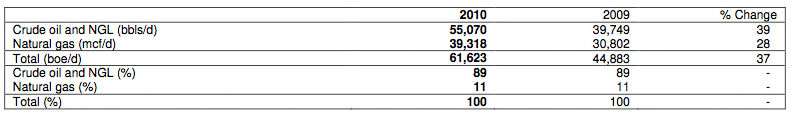 2010 2009 % Change
Crude oil and NGL (bbls/d) 55,070 39,749 39
Natural gas (mcf/d) 39,318 30,802 28
Total (boe/d) 61,623 44,883 37
Crude oil and NGL (%) 89 89 -
Natural gas (%) 11 11 -
Total (%) 100 100 -